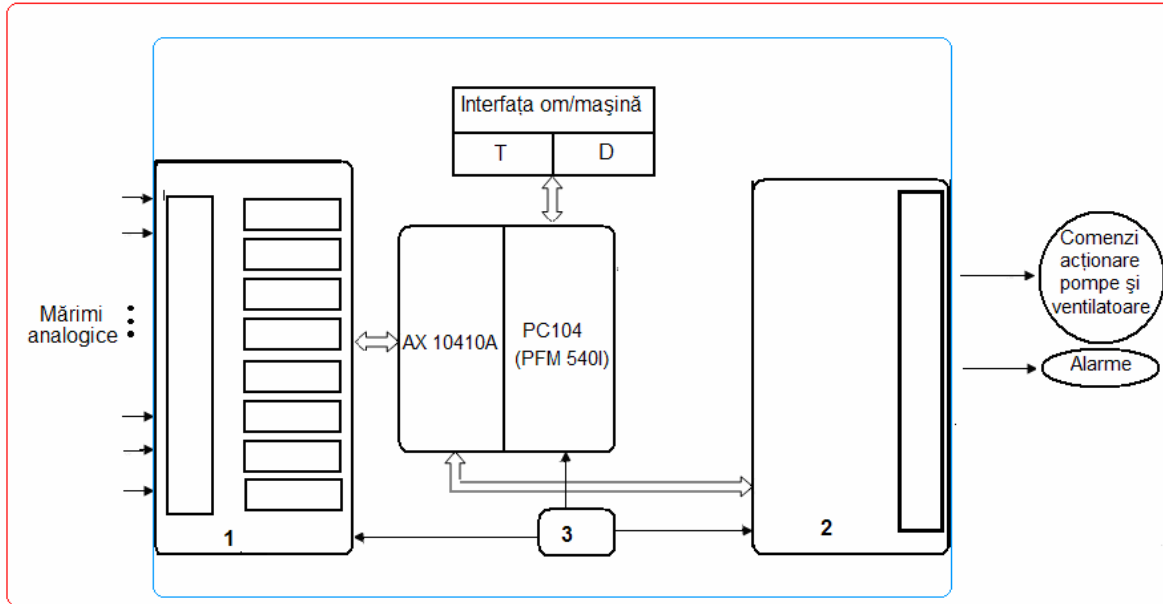 Interfața om/mașină
T
D
Mărimi
analogice
AX 10410A
PC104
(PFM 540I)
Comenzi
acționare
pompe și
ventilatoare
Alarme
1
3
2